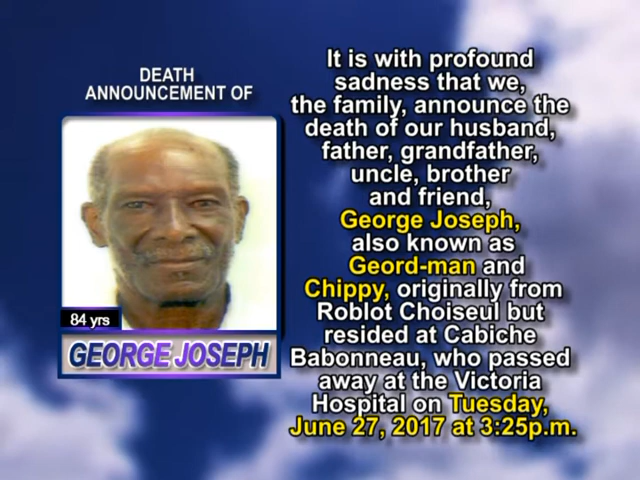 DEATH
ANNOUNCEMENT OF
84 yrs
GEORGE JOSEPH
It is with profound
sadness that we,
the family, announce the
death of our husband,
father, grandfather,
uncle, brother
and friend,
George Joseph,
also known as
Geord-man and
Chippy, originally from
Roblot Choiseul but
resided at Cabiche
Babonneau, who passed
away at the Victoria
Hospital on Tuesday,
June 27, 2017 at 3:25p.m.